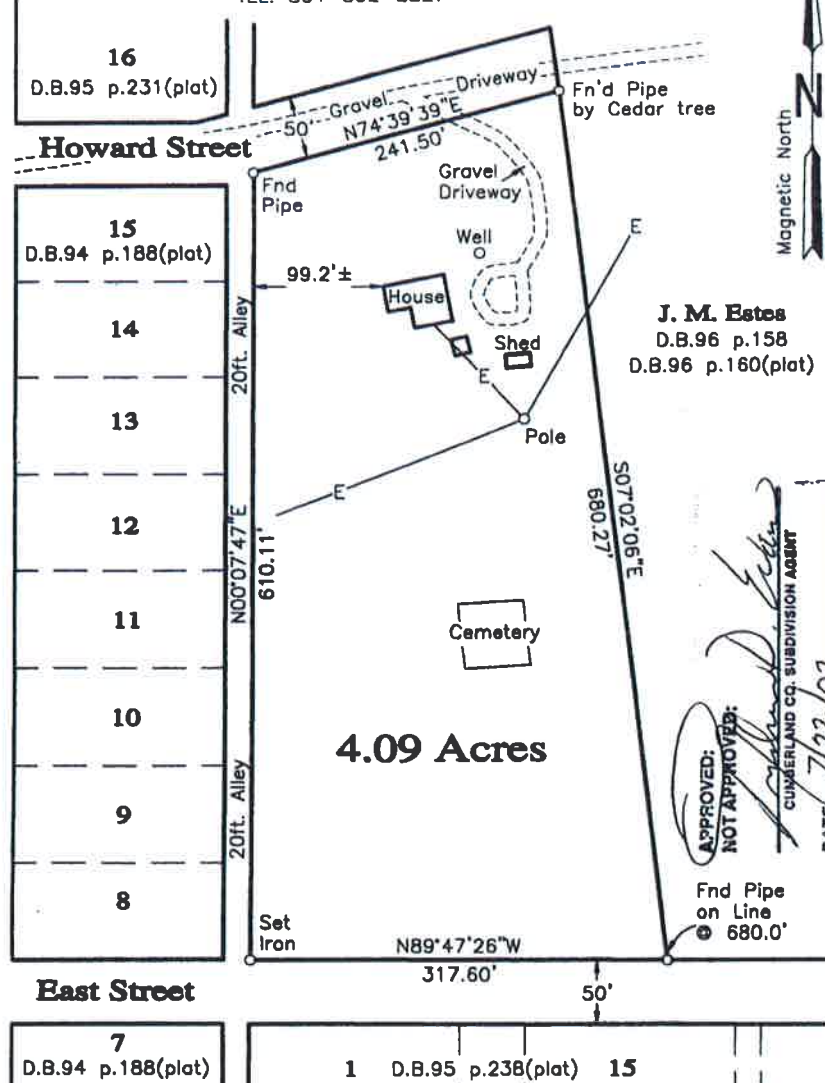 16
D.B.95 p.231(plat)
Howard Street
Gravel Driveway
50'
N74°39'39"E
241.50'
Fn'd Pipe
by Cedar tree
Magnetic North
N
Fnd
Pipe
Gravel
Driveway
Well
15
D.B.94 p.188(plat)
99.2'±
House
E
J. M. Estes
D.B.96 p.158
D.B.96 p.160(plat)
14
20ft. Alley
Shed
E
13
Pole
12
E
N00°07'47"E
610.11'
S07°02'06"E
680.27'
11
Cemetery
10
4.09 Acres
9
20ft. Alley
8
APPROVED:
NOT APPROVED:
CUMBERLAND CO. SUBDIVISION AGENT
DATE
Set
Iron
N89°47'26"W
317.60'
Fnd Pipe
on Line
@ 680.0'
East Street
50'
7
D.B.94 p.188(plat)
1 D.B.95 p.238(plat) 15